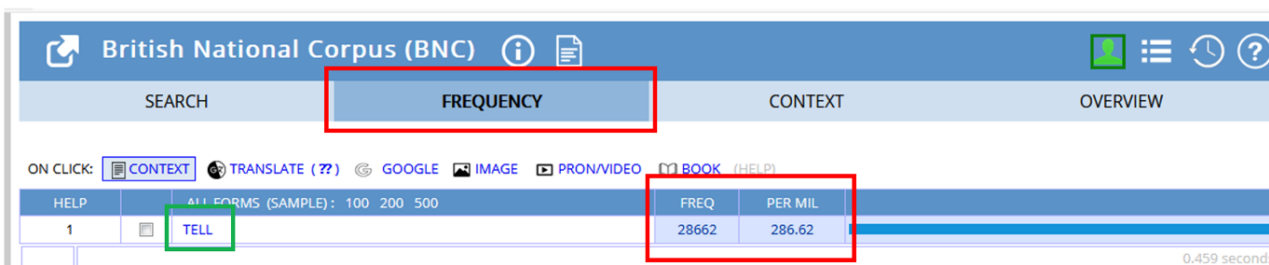 British National Corpus (BNC)
SEARCH FREQUENCY CONTEXT OVERVIEW
ON CLICK: CONTEXT TRANSLATE (??) GOOGLE IMAGE PRON/VIDEO BOOK (HELP)
HELP ALL FORMS (SAMPLE): 100 200 500 FREQ PER MIL
1 TELL 28662 286.62
0.459 seconds